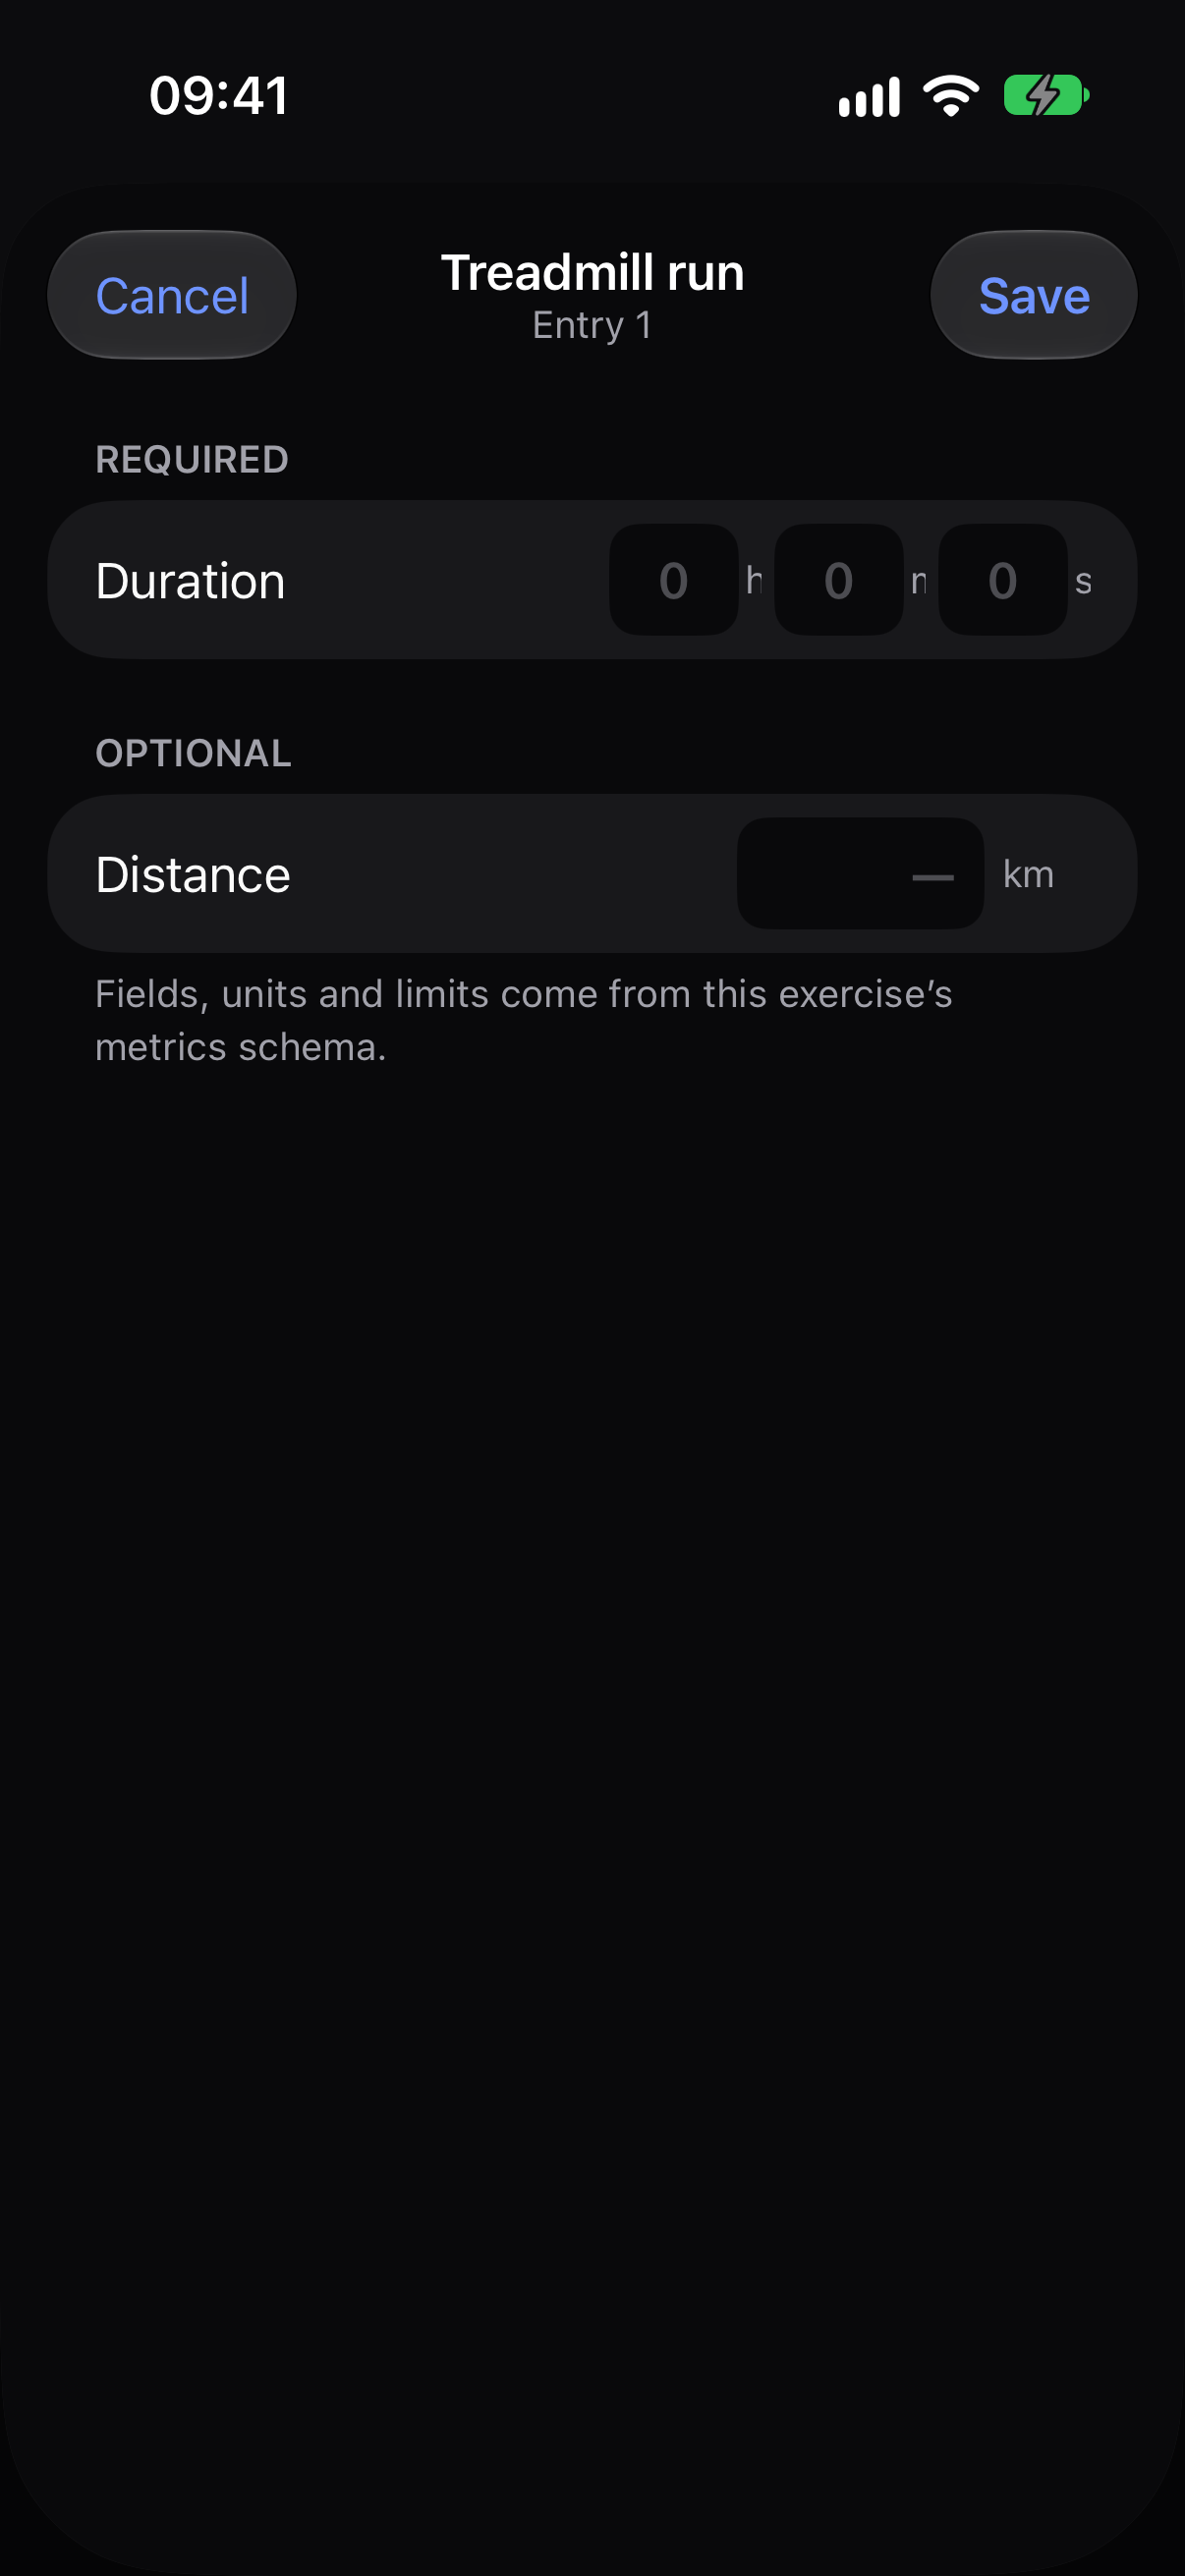 09:41
Cancel
Treadmill run
Save
Entry 1
REQUIRED
Duration 0 h 0 0 s
OPTIONAL
Distance — km
Fields, units and limits come from this exercise’s
metrics schema.